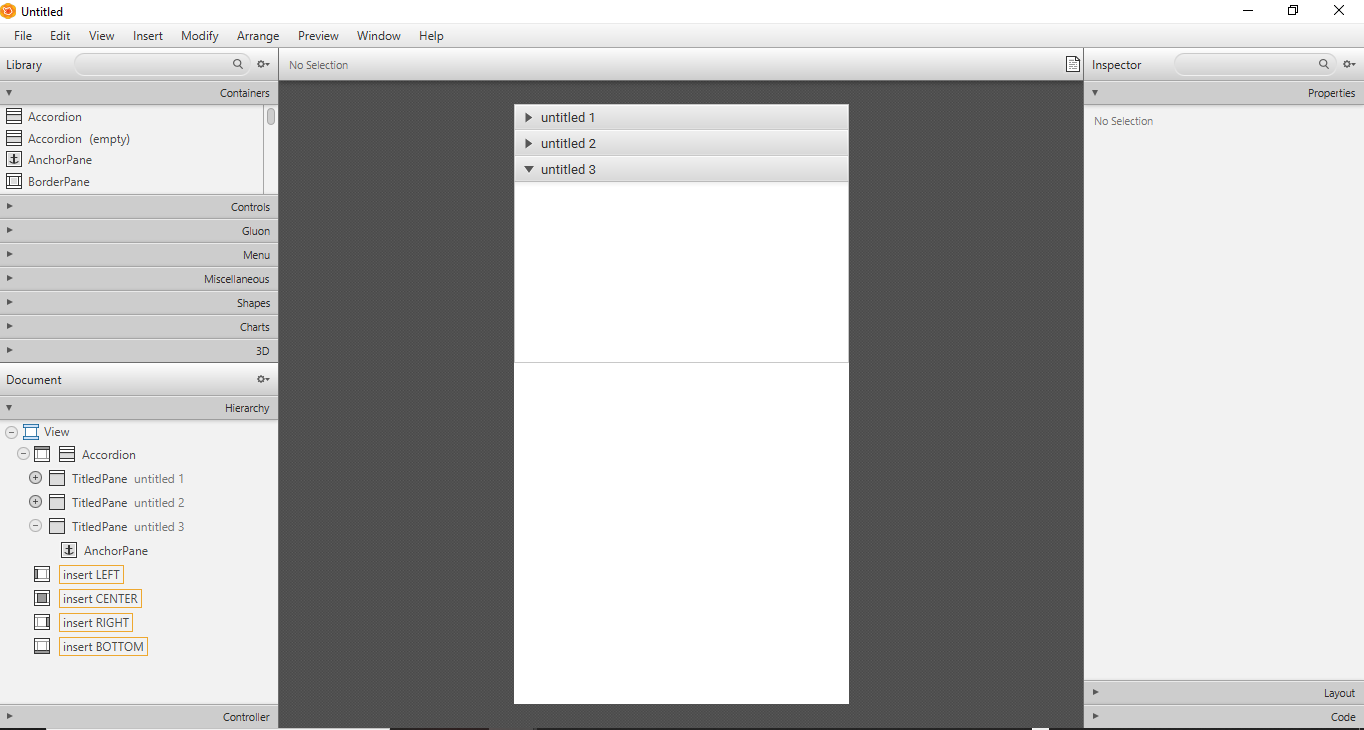 Untitled
File Edit View Insert Modify Arrange Preview Window Help
Library
No Selection
Inspector
Containers
Properties
Accordion
Accordion (empty)
AnchorPane
BorderPane
No Selection
untitled 1
untitled 2
untitled 3
Controls
Gluon
Menu
Miscellaneous
Shapes
Charts
3D
Document
Hierarchy
View
Accordion
TitledPane untitled 1
TitledPane untitled 2
TitledPane untitled 3
AnchorPane
insert LEFT
insert CENTER
insert RIGHT
insert BOTTOM
Controller
Layout
Code